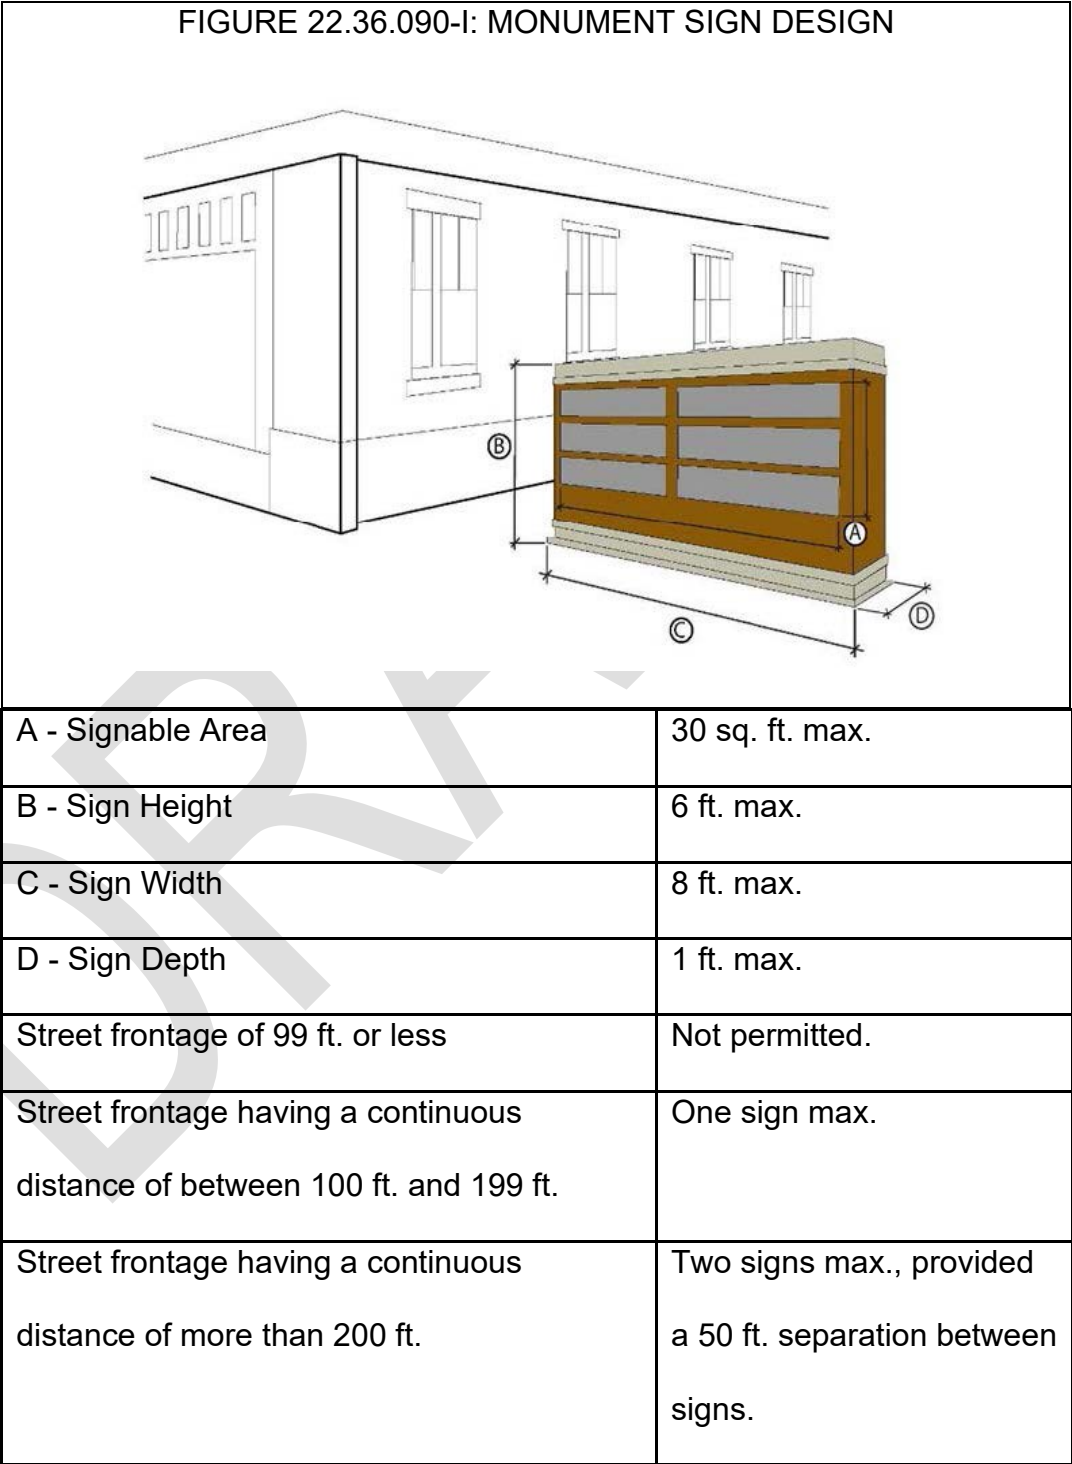 FIGURE 22.36.090-I: MONUMENT SIGN DESIGN
B
A
D
C
A - Signable Area
30 sq. ft. max.
B - Sign Height
6 ft. max.
C - Sign Width
8 ft. max.
D - Sign Depth
1 ft. max.
Street frontage of 99 ft. or less
Not permitted.
Street frontage having a continuous
distance of between 100 ft. and 199 ft.
One sign max.
Street frontage having a continuous
distance of more than 200 ft.
Two signs max., provided
a 50 ft. separation between
signs.